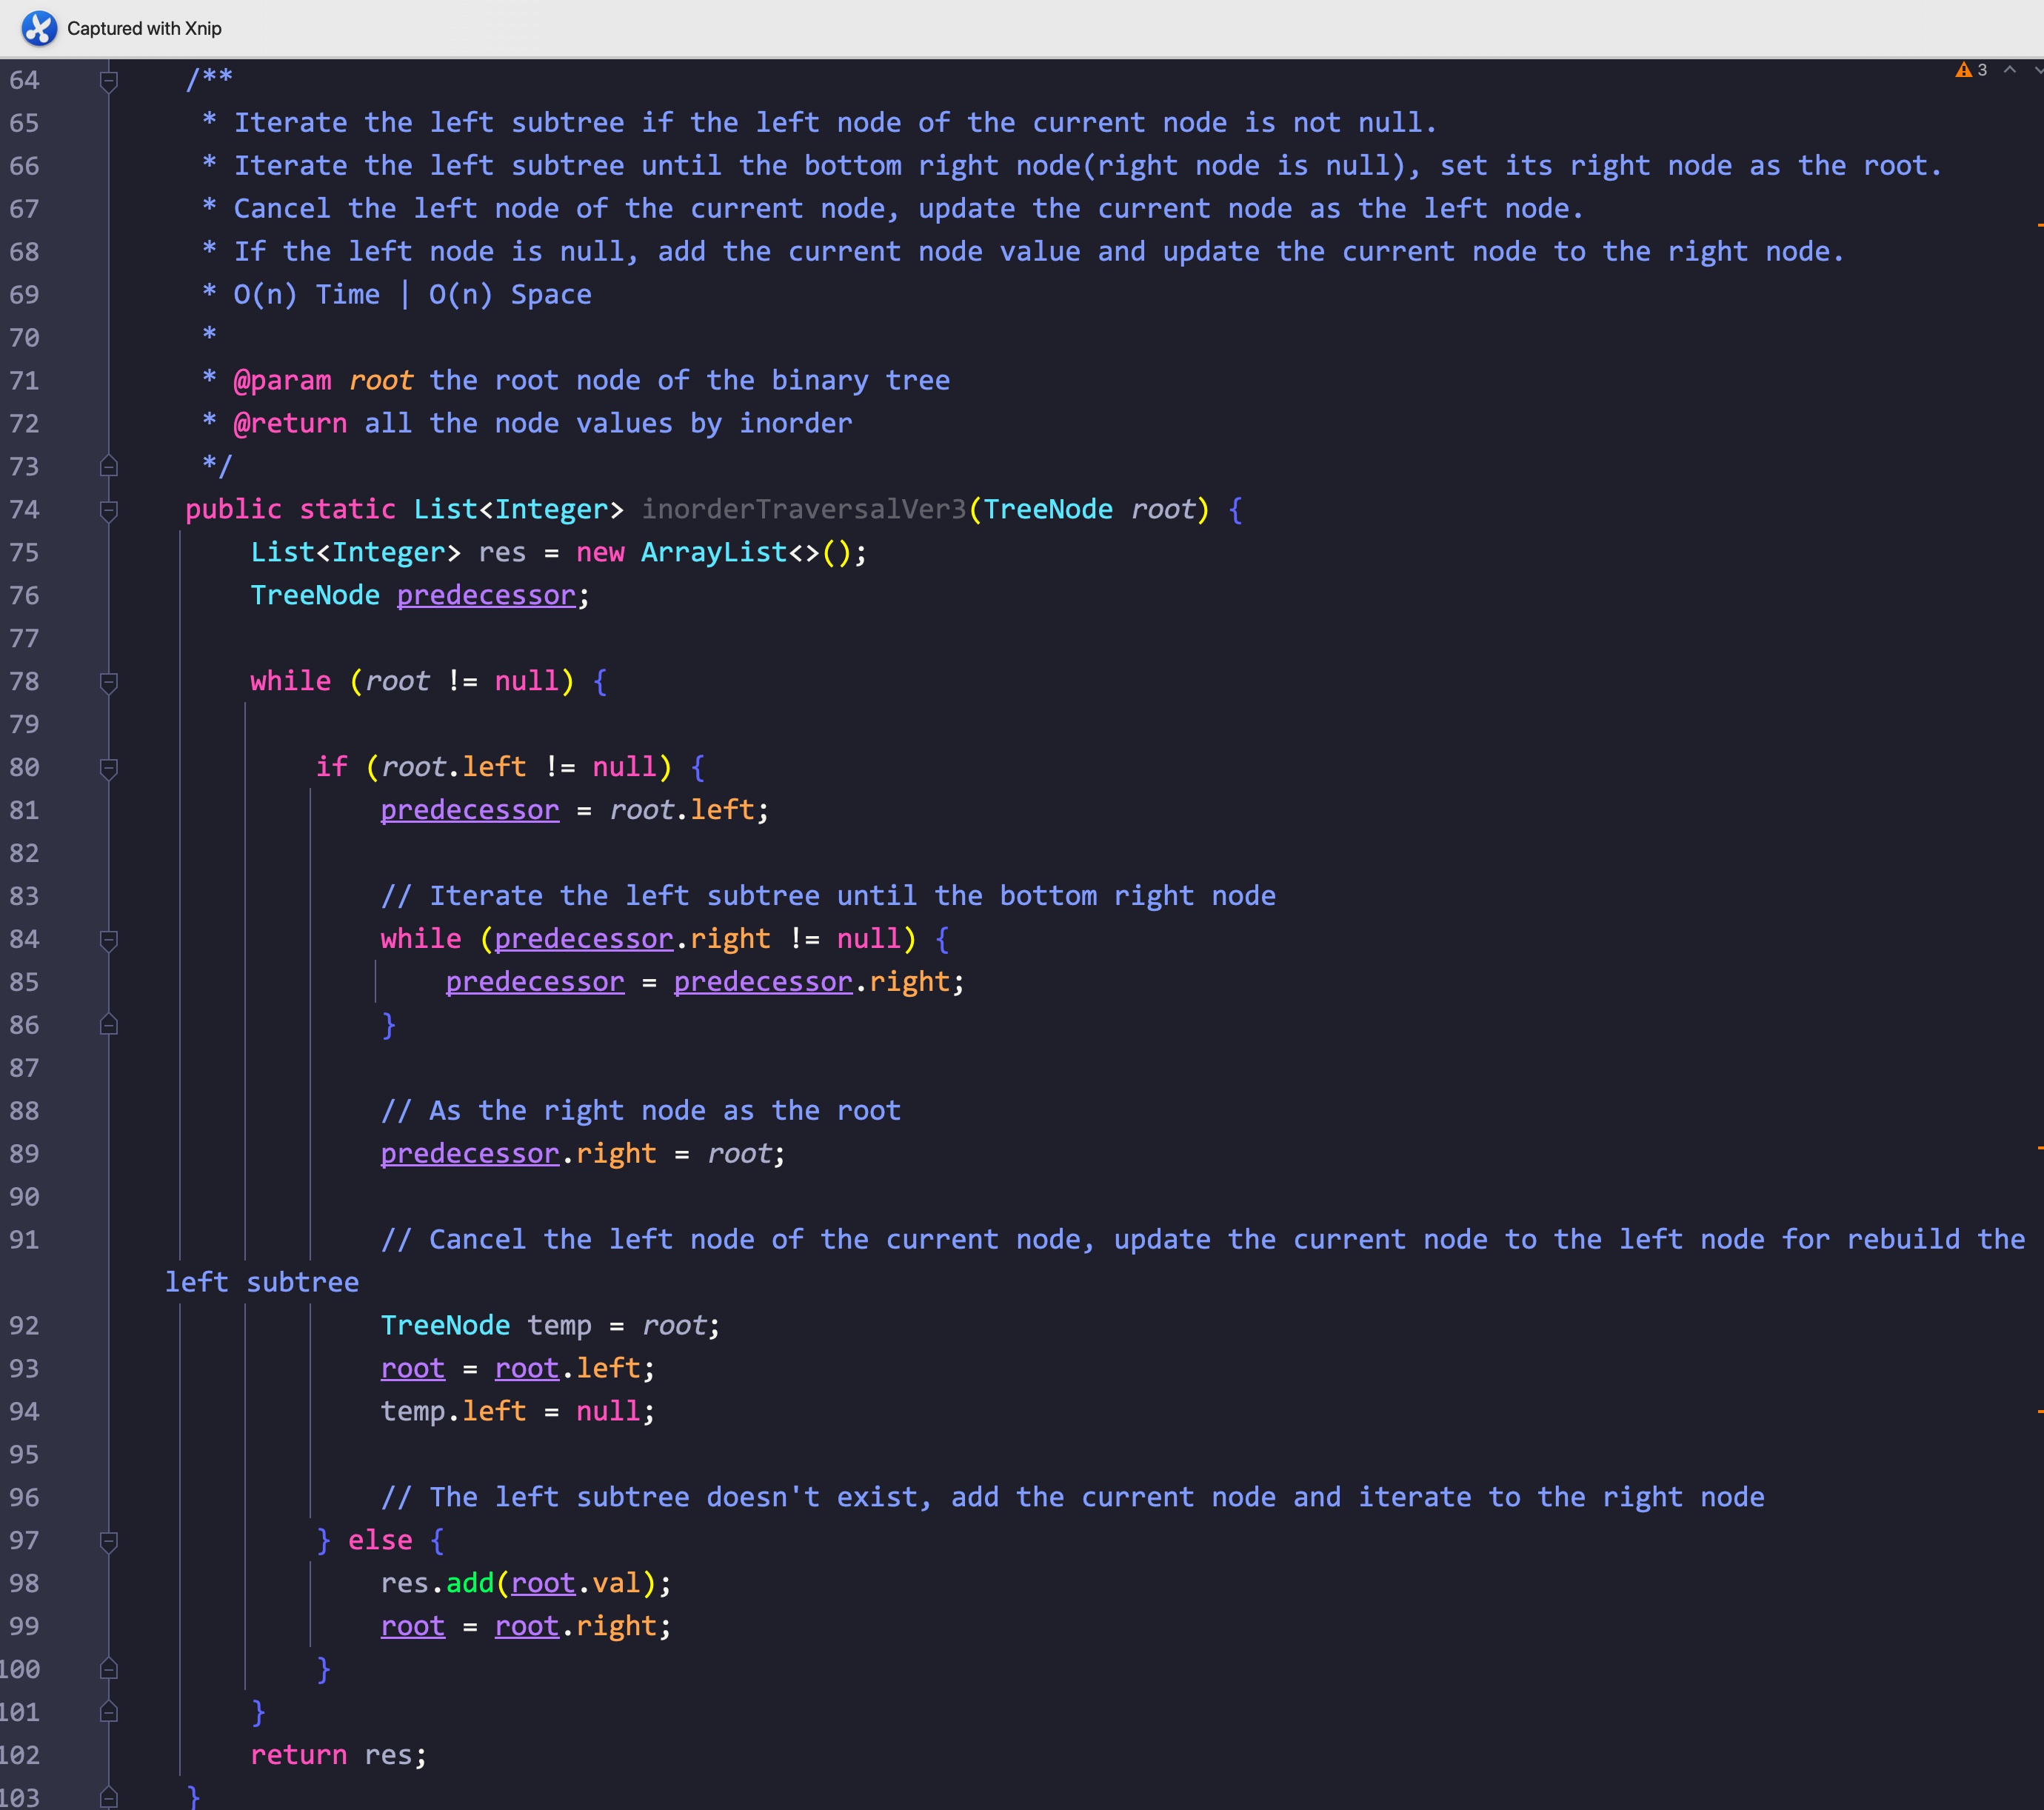 Captured with Xnip
3
64 /**
65 * Iterate the left subtree if the left node of the current node is not null.
66 * Iterate the left subtree until the bottom right node(right node is null), set its right node as the root.
67 * Cancel the left node of the current node, update the current node as the left node.
68 * If the left node is null, add the current node value and update the current node to the right node.
69 * O(n) Time | O(n) Space
70 *
71 * @param root the root node of the binary tree
72 * @return all the node values by inorder
73 */
74 public static List<Integer> inorderTraversalVer3(TreeNode root) {
75 List<Integer> res = new ArrayList<>();
76 TreeNode predecessor;
77
78 while (root != null) {
79
80 if (root.left != null) {
81 predecessor = root.left;
82
83 // Iterate the left subtree until the bottom right node
84 while (predecessor.right != null) {
85 predecessor = predecessor.right;
86 }
87
88 // As the right node as the root
89 predecessor.right = root;
90
91 // Cancel the left node of the current node, update the current node to the left node for rebuild the
left subtree
92 TreeNode temp = root;
93 root = root.left;
94 temp.left = null;
95
96 // The left subtree doesn't exist, add the current node and iterate to the right node
97 } else {
98 res.add(root.val);
99 root = root.right;
100 }
101 }
102 return res;
103 }